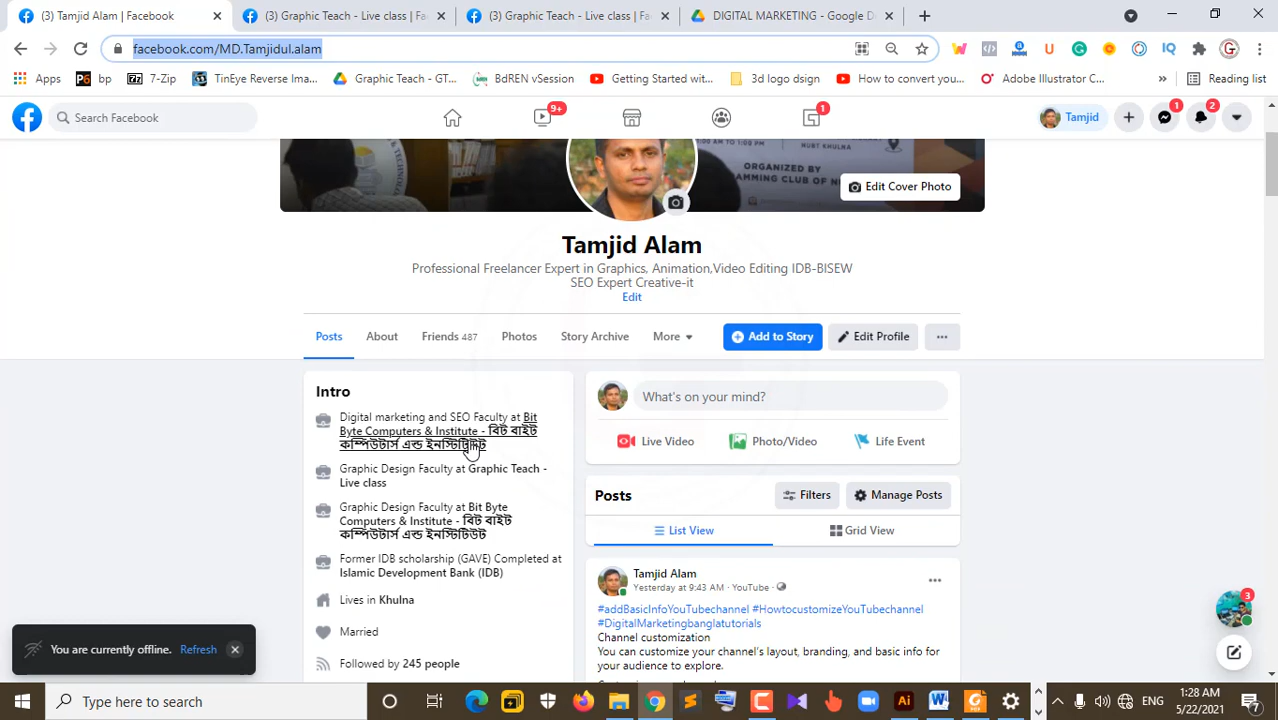 (3) Tamjid Alam | Facebook
(3) Graphic Teach - Live class | Fa
(3) Graphic Teach - Live class | Fa
DIGITAL MARKETING - Google D
facebook.com/MD.Tamjidul.alam
Apps
bp
7-Zip
TinEye Reverse Ima...
Graphic Teach - GT...
BdREN vSession
Getting Started wit...
3d logo dsign
How to convert you...
Adobe Illustrator C...
»
Reading list
Search Facebook
9+
1
Tamjid
1
2
ORGANIZED BY
NUBT KHULNA
Edit Cover Photo
Tamjid Alam
Professional Freelancer Expert in Graphics, Animation,Video Editing IDB-BISEW
SEO Expert Creative-it
Edit
Posts
About
Friends 487
Photos
Story Archive
More
Add to Story
Edit Profile
Intro
Digital marketing and SEO Faculty at Bit
Byte Computers & Institute - বিট বাইট
কম্পিউটার্স এন্ড ইনস্টিটিউট
Graphic Design Faculty at Graphic Teach -
Live class
Graphic Design Faculty at Bit Byte
Computers & Institute - বিট বাইট
কম্পিউটার্স এন্ড ইনস্টিটিউট
Former IDB scholarship (GAVE) Completed at
Islamic Development Bank (IDB)
Lives in Khulna
Married
Followed by 245 people
What's on your mind?
Live Video
Photo/Video
Life Event
Posts
Filters
Manage Posts
List View
Grid View
Tamjid Alam
Yesterday at 9:43 AM · YouTube ·
#addBasicInfoYouTubechannel #HowtocustomizeYouTubechannel
#DigitalMarketingbanglatutorials
Channel customization
You can customize your channel's layout, branding, and basic info for
your audience to explore.
3
You are currently offline. Refresh
Type here to search
ENG
1:28 AM
5/22/2021
7